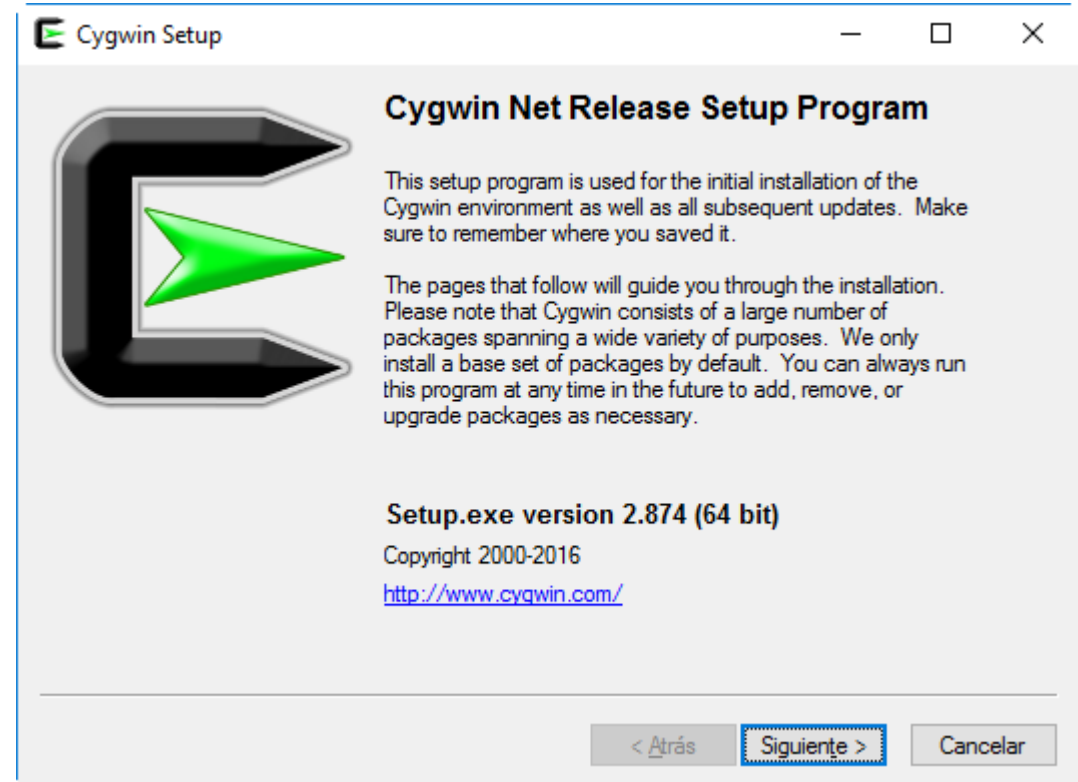 Cygwin Setup
Cygwin Net Release Setup Program
This setup program is used for the initial installation of the
Cygwin environment as well as all subsequent updates.  Make
sure to remember where you saved it.
The pages that follow will guide you through the installation.
Please note that Cygwin consists of a large number of
packages spanning a wide variety of purposes.  We only
install a base set of packages by default.  You can always run
this program at any time in the future to add, remove, or
upgrade packages as necessary.
Setup.exe version 2.874 (64 bit)
Copyright 2000-2016
http://www.cygwin.com/
< Atrás
Siguiente >
Cancelar